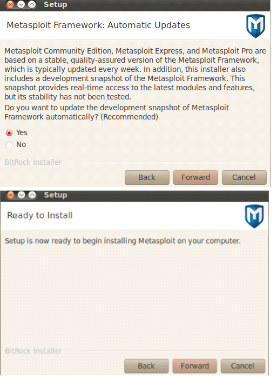 Setup
Metasploit Framework: Automatic Updates
Metasploit Community Edition, Metasploit Express, and Metasploit Pro are
based on a stable, quality-assured version of the Metasploit Framework,
which is typically updated every week. In addition, this installer also
includes a development snapshot of the Metasploit Framework. This
snapshot provides real-time access to the latest modules and features,
but its stability has not been tested.
Do you want to update the development snapshot of Metasploit
Framework automatically? (Recommended)
Yes
No
BitRock Installer
Back Forward Cancel
Setup
Ready to Install
Setup is now ready to begin installing Metasploit on your computer.
BitRock Installer
Back Forward Cancel